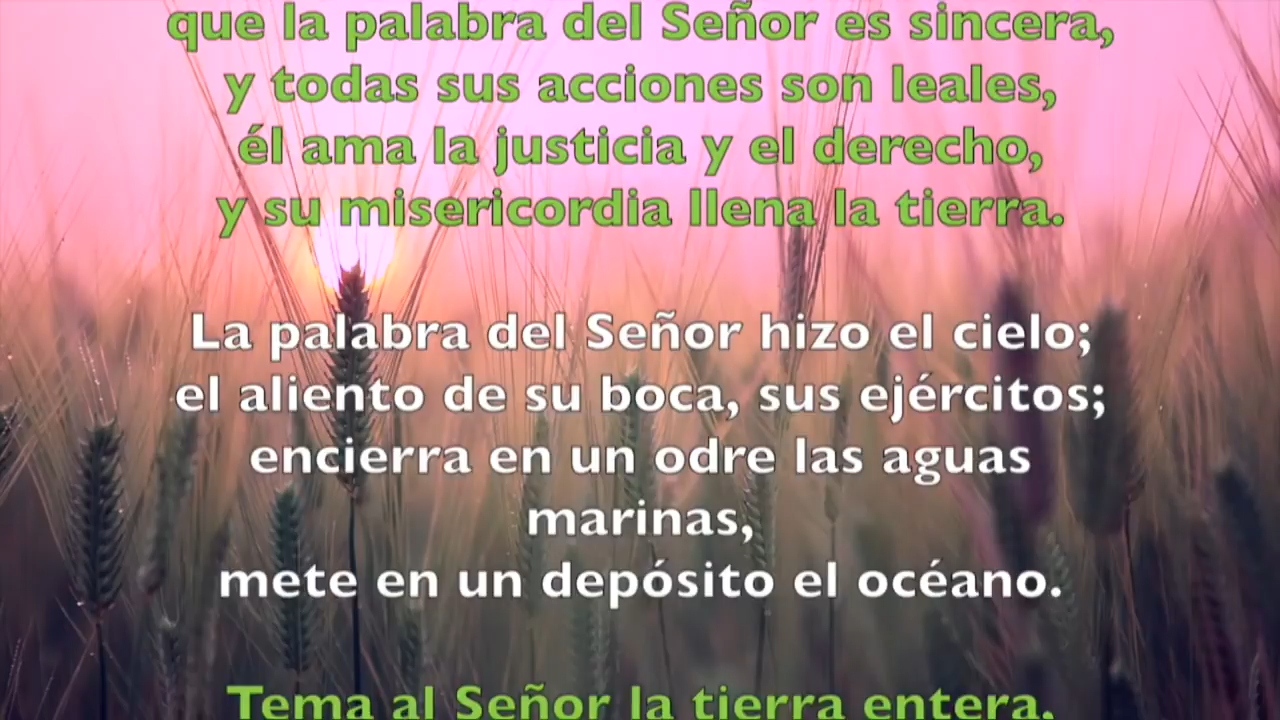 que la palabra del Señor es sincera,
y todas sus acciones son leales,
él ama la justicia y el derecho,
y su misericordia llena la tierra.
La palabra del Señor hizo el cielo;
el aliento de su boca, sus ejércitos;
encierra en un odre las aguas
marinas,
mete en un depósito el océano.
Tema al Señor la tierra entera,